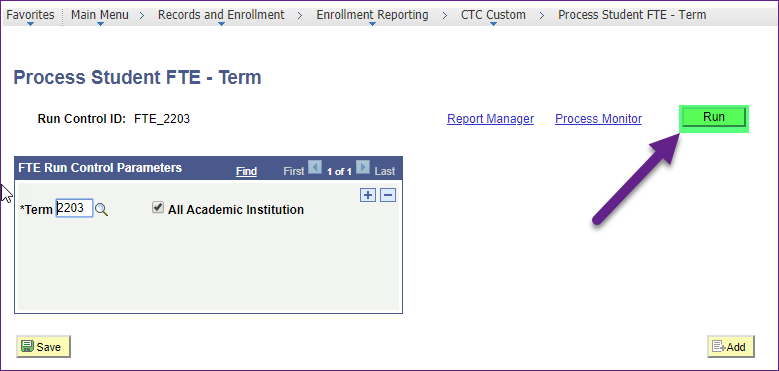 Favorites Main Menu > Records and Enrollment > Enrollment Reporting > CTC Custom > Process Student FTE - Term
Process Student FTE - Term
Run Control ID: FTE_2203 Report Manager Process Monitor Run
FTE Run Control Parameters Find First 1 of 1 Last
*Term 2203 All Academic Institution
Save Add